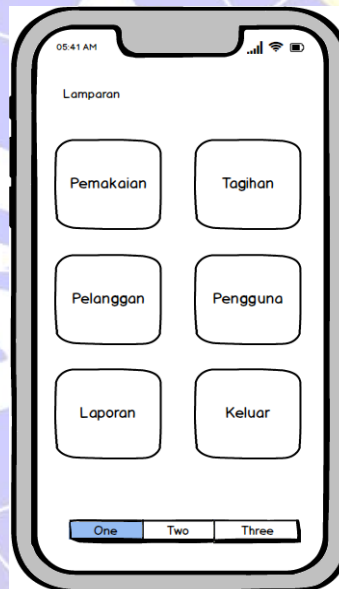 05:41 AM
Lamparan
Pemakaian
Tagihan
Pelanggan
Pengguna
Laporan
Keluar
One Two Three